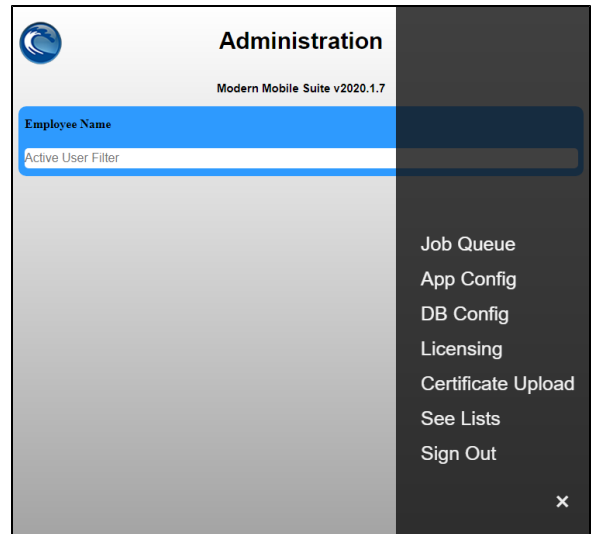 Administration
Modern Mobile Suite v2020.1.7
Employee Name
Active User Filter
Job Queue
App Config
DB Config
Licensing
Certificate Upload
See Lists
Sign Out
×